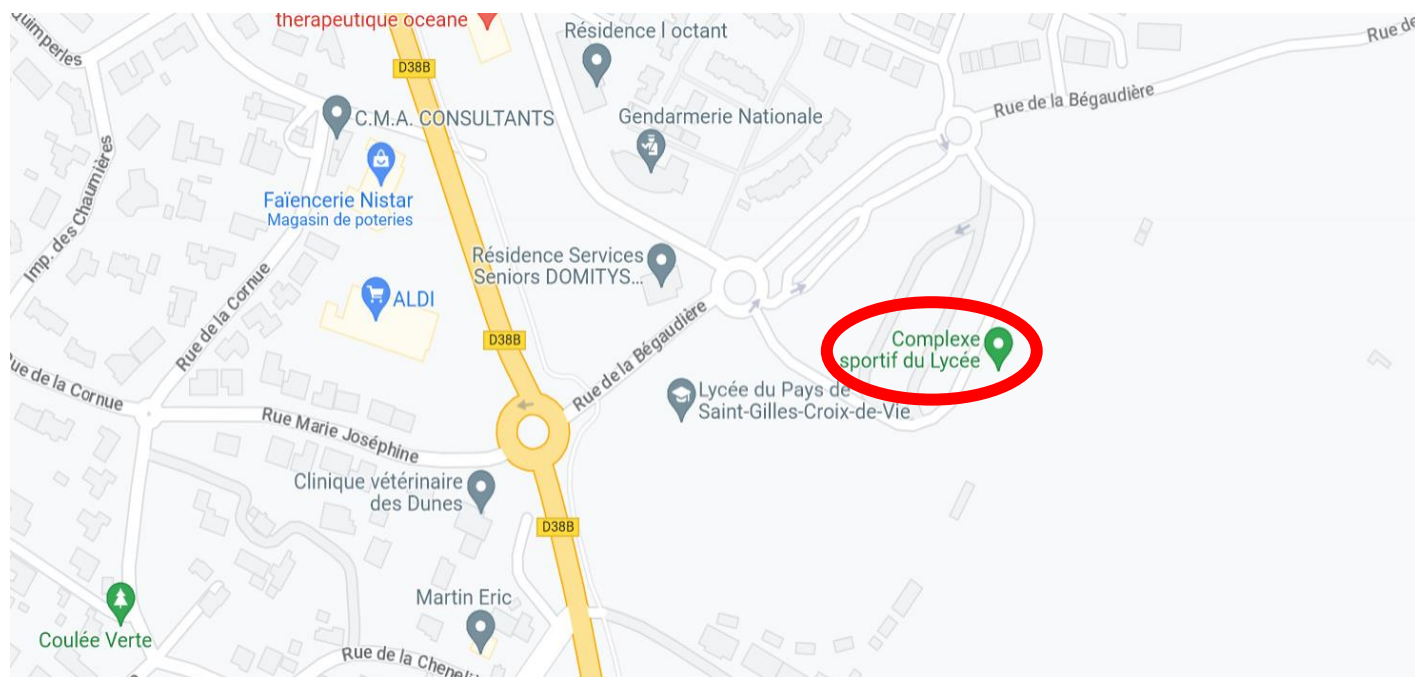 Quimperles
therapeutique oceane
D38B
Résidence l octant
Rue de
Rue de la Bégaudière
C.M.A. CONSULTANTS
Gendarmerie Nationale
Imp. des Chaumières
Faïencerie Nistar
Magasin de poteries
Résidence Services
Seniors DOMITYS...
ALDI
Rue de la Cornue
D38B
Rue de la Bégaudière
Complexe
sportif du Lycée
Rue de la Cornue
Lycée du Pays de
Saint-Gilles-Croix-de-Vie
Rue Marie Joséphine
Clinique vétérinaire
des Dunes
D38B
Martin Eric
Coulée Verte
Rue de la Cheneliè